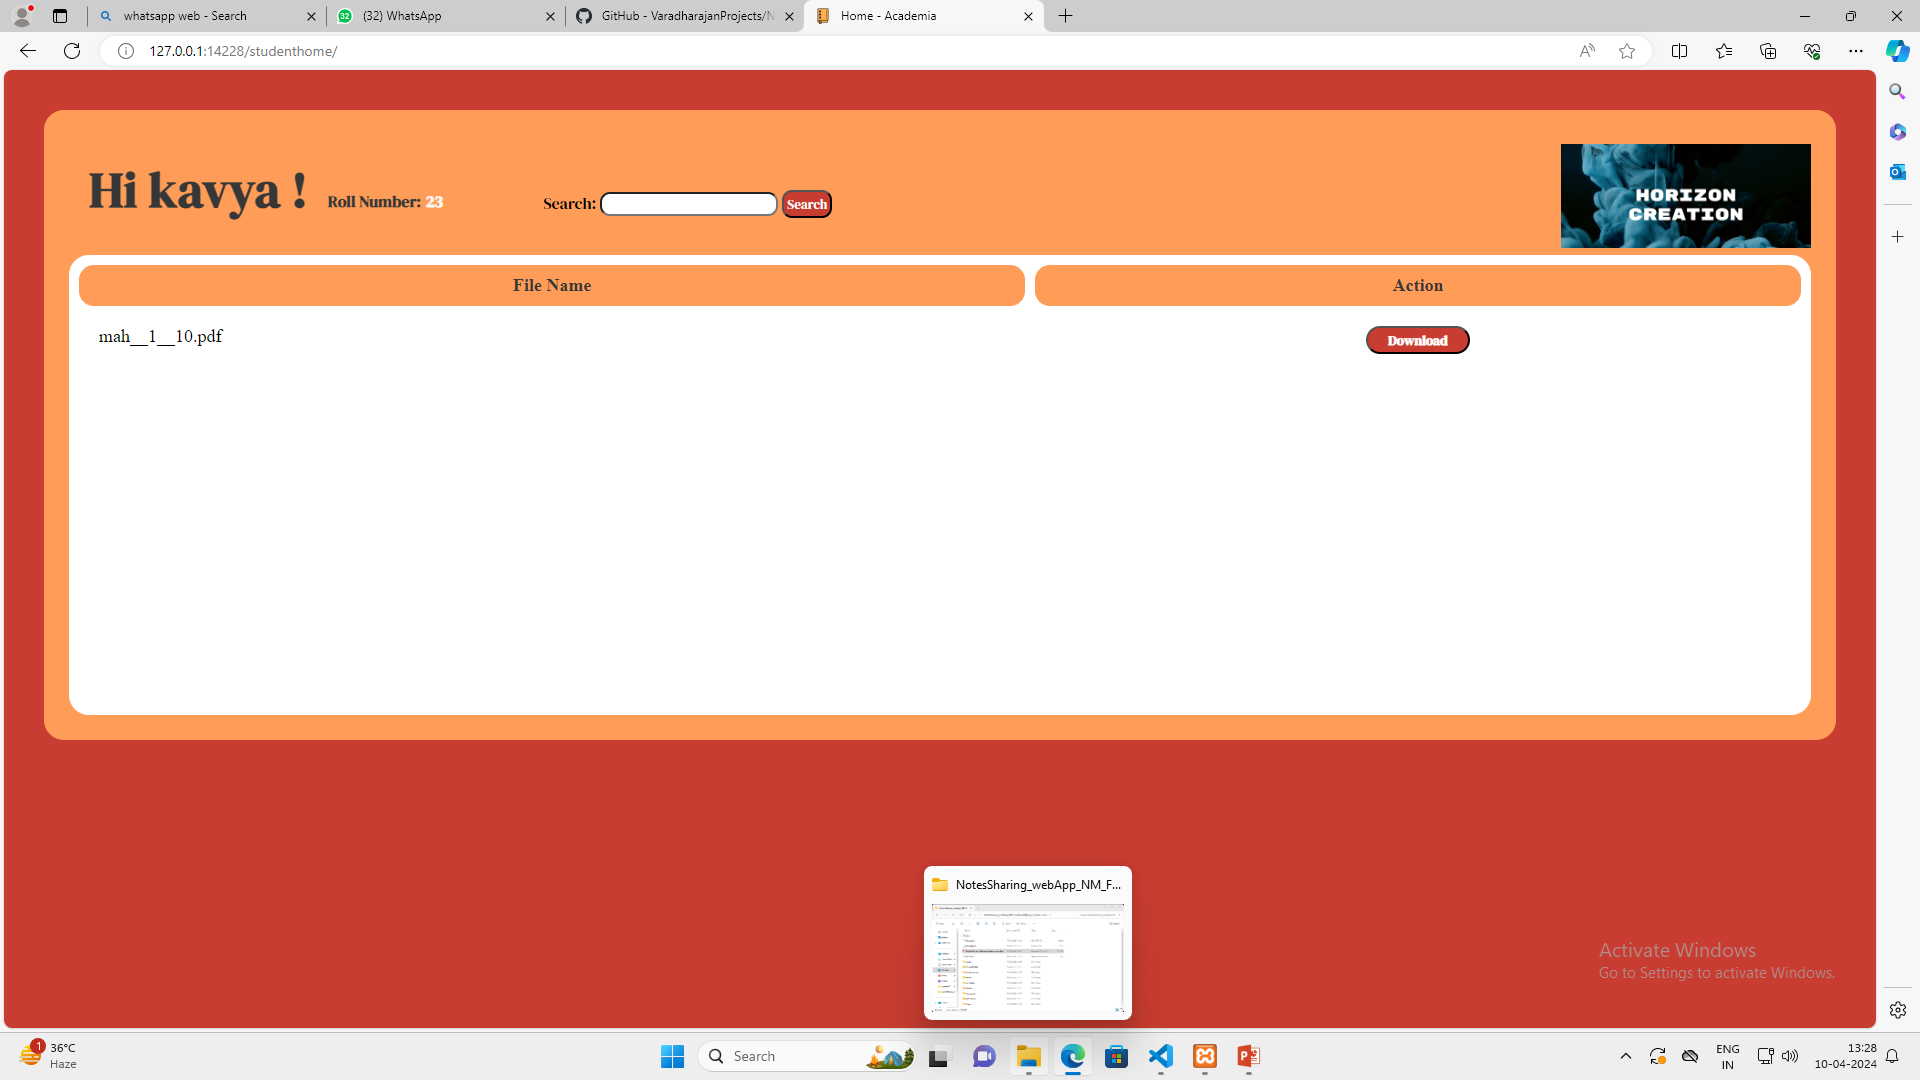 whatsapp web - Search
(32) WhatsApp
GitHub - VaradharajanProjects/N
Home - Academia
127.0.0.1:14228/studenthome/
Hi kavya !
Roll Number: 23
Search:
Search
HORIZON
CREATION
File Name
Action
mah__1__10.pdf
Download
NotesSharing_webApp_NM_F...
Activate Windows
Go to Settings to activate Windows.
1
36°C
Haze
Search
ENG
IN
13:28
10-04-2024